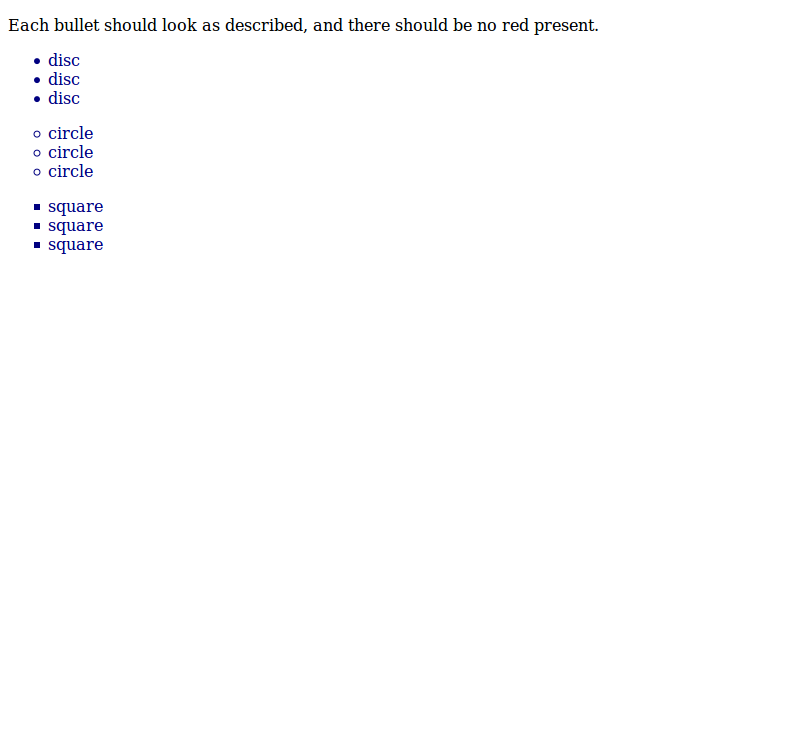 Each bullet should look as described, and there should be no red present.
disc
disc
disc
circle
circle
circle
square
square
square